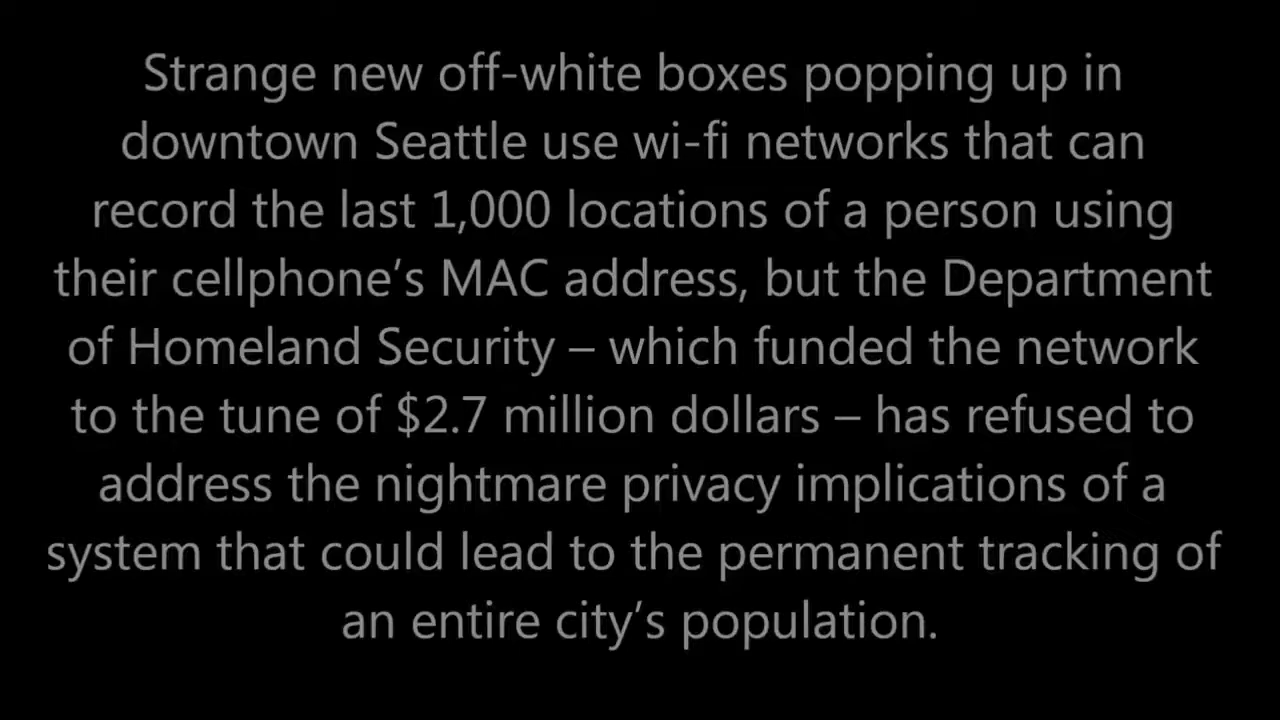 Strange new off-white boxes popping up in
downtown Seattle use wi-fi networks that can
record the last 1,000 locations of a person using
their cellphone’s MAC address, but the Department
of Homeland Security – which funded the network
to the tune of $2.7 million dollars – has refused to
address the nightmare privacy implications of a
system that could lead to the permanent tracking of
an entire city’s population.